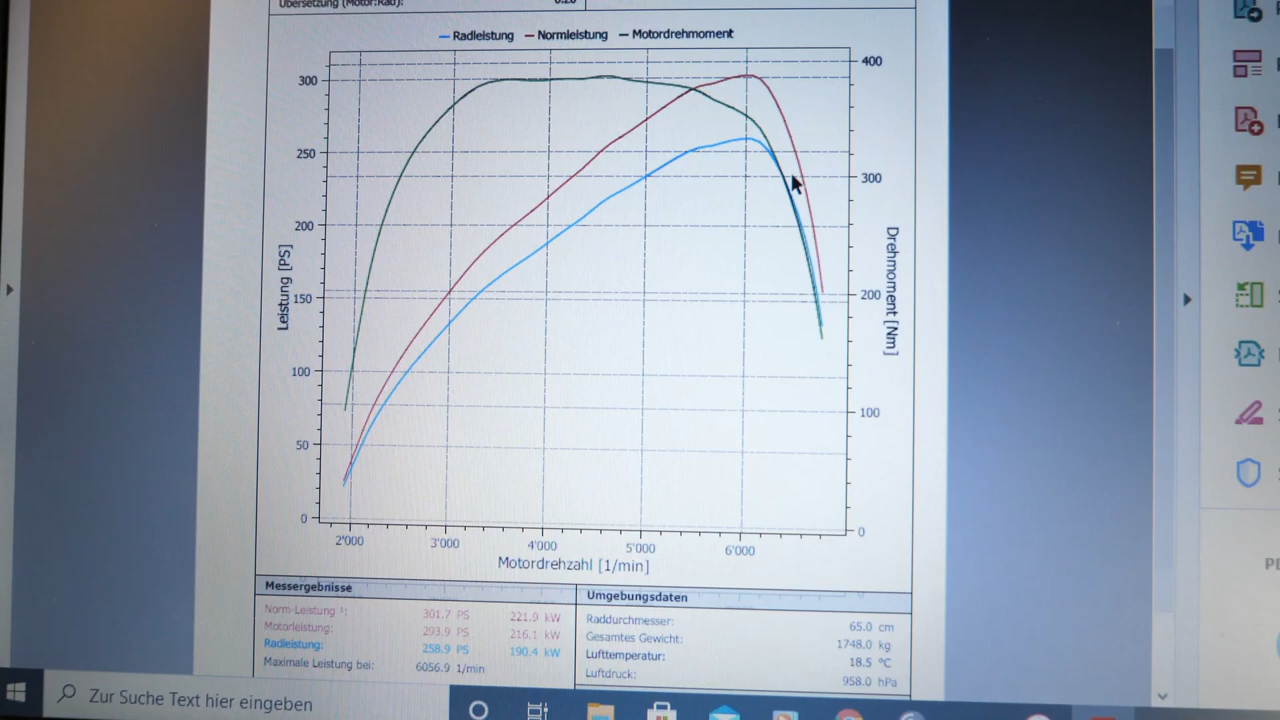 Übersetzung (Motor:Rad):
Radleistung Normleistung Motordrehmoment
Leistung [PS]
300
250
200
150
100
50
0
400
300
200
100
0
Drehmoment [Nm]
2'000 3'000 4'000 5'000 6'000
Motordrehzahl [1/min]
Messergebnisse
Norm-Leistung ¹: 301.7 PS 221.9 kW
Motorleistung: 293.9 PS 216.1 kW
Radleistung: 258.9 PS 190.4 kW
Maximale Leistung bei: 6056.9 1/min
Umgebungsdaten
Raddurchmesser: 65.0 cm
Gesamtes Gewicht: 1748.0 kg
Lufttemperatur: 18.5 °C
Luftdruck: 958.0 hPa
Zur Suche Text hier eingeben